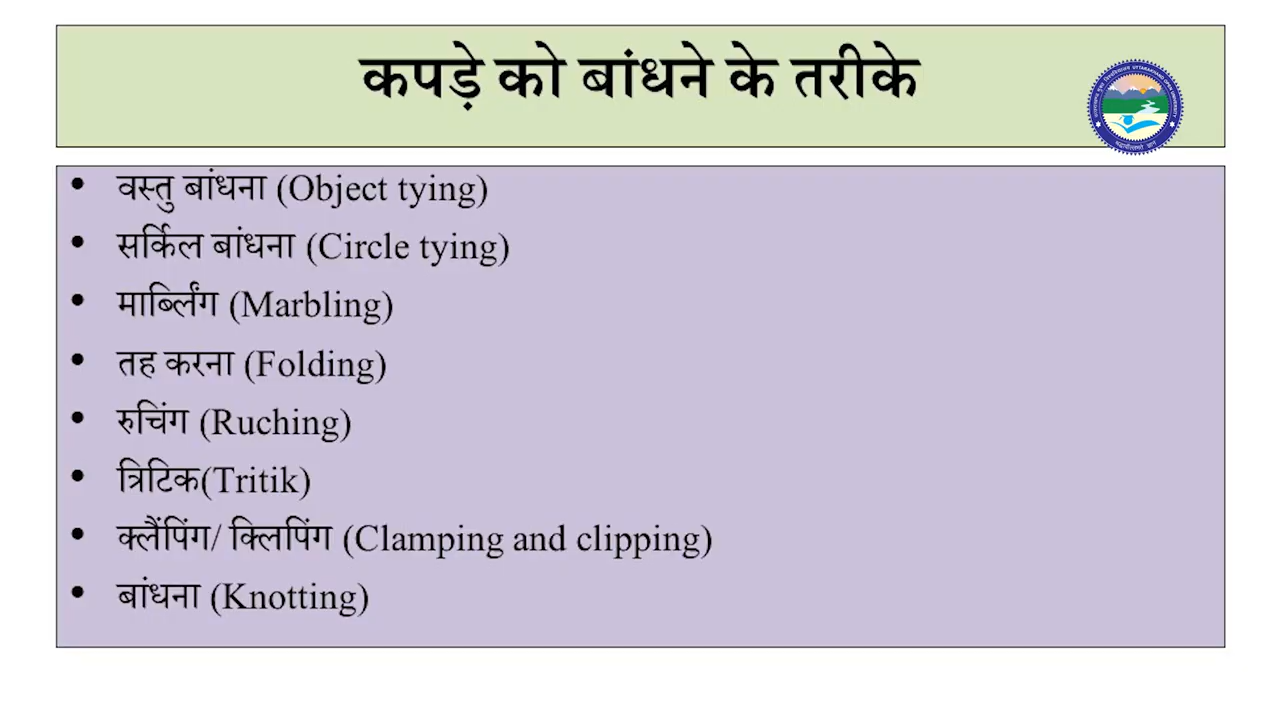 कपड़े को बांधने के तरीके
• वस्तु बांधना (Object tying)
• सर्किल बांधना (Circle tying)
• मार्ब्लिंग (Marbling)
• तह करना (Folding)
• रुचिंग (Ruching)
• त्रिटिक(Tritik)
• क्लैंपिंग/ क्लिपिंग (Clamping and clipping)
• बांधना (Knotting)